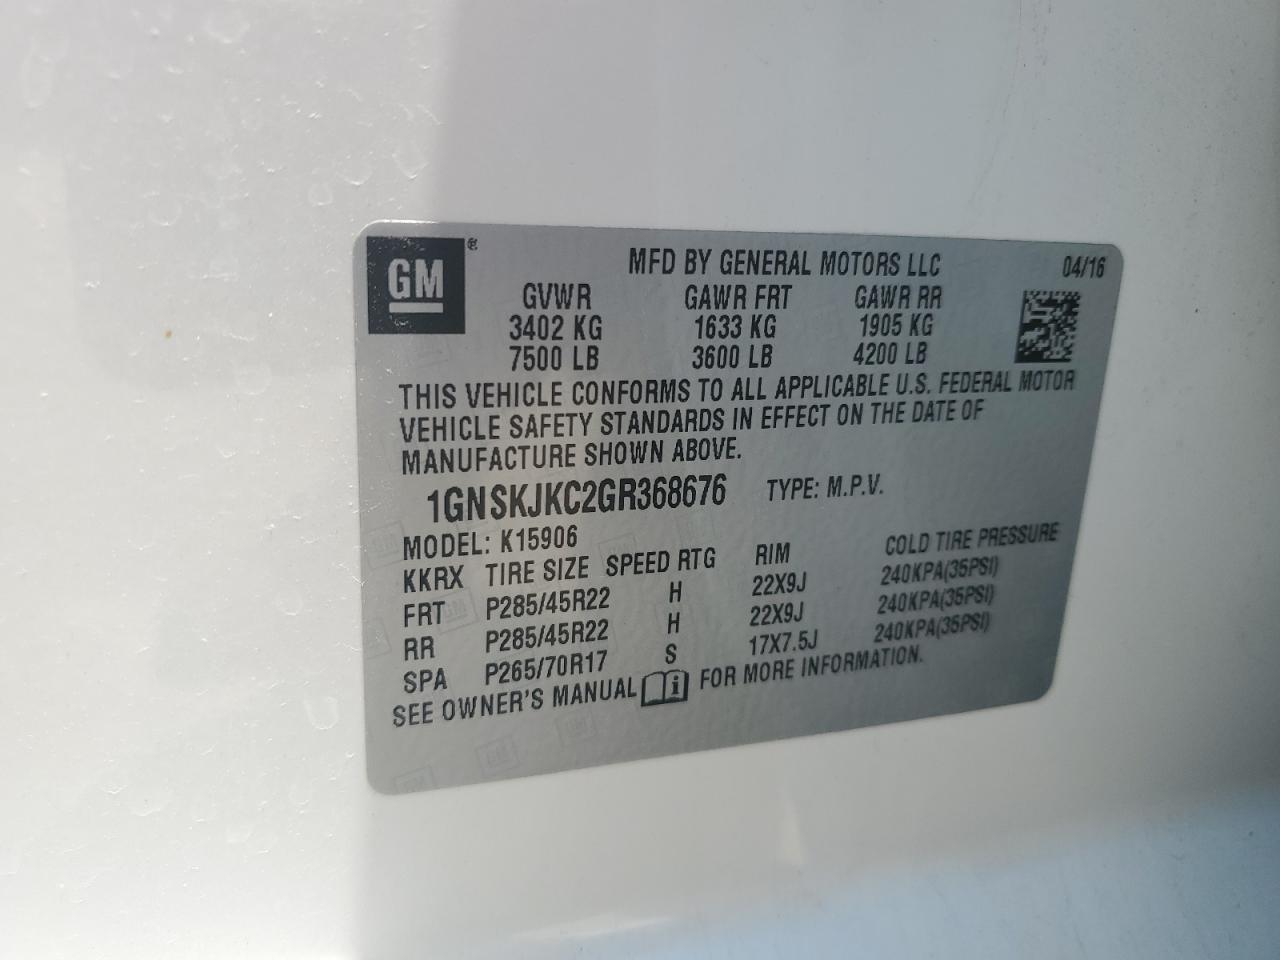 GM®
MFD BY GENERAL MOTORS LLC 04/16
GVWR GAWR FRT GAWR RR
3402 KG 1633 KG 1905 KG
7500 LB 3600 LB 4200 LB
THIS VEHICLE CONFORMS TO ALL APPLICABLE U.S. FEDERAL MOTOR
VEHICLE SAFETY STANDARDS IN EFFECT ON THE DATE OF
MANUFACTURE SHOWN ABOVE.
1GNSKJKC2GR368676 TYPE: M.P.V.
MODEL: K15906
KKRX TIRE SIZE SPEED RTG RIM COLD TIRE PRESSURE
FRT P285/45R22 H 22X9J 240KPA(35PSI)
RR P285/45R22 H 22X9J 240KPA(35PSI)
SPA P265/70R17 S 17X7.5J 240KPA(35PSI)
SEE OWNER'S MANUAL i FOR MORE INFORMATION.